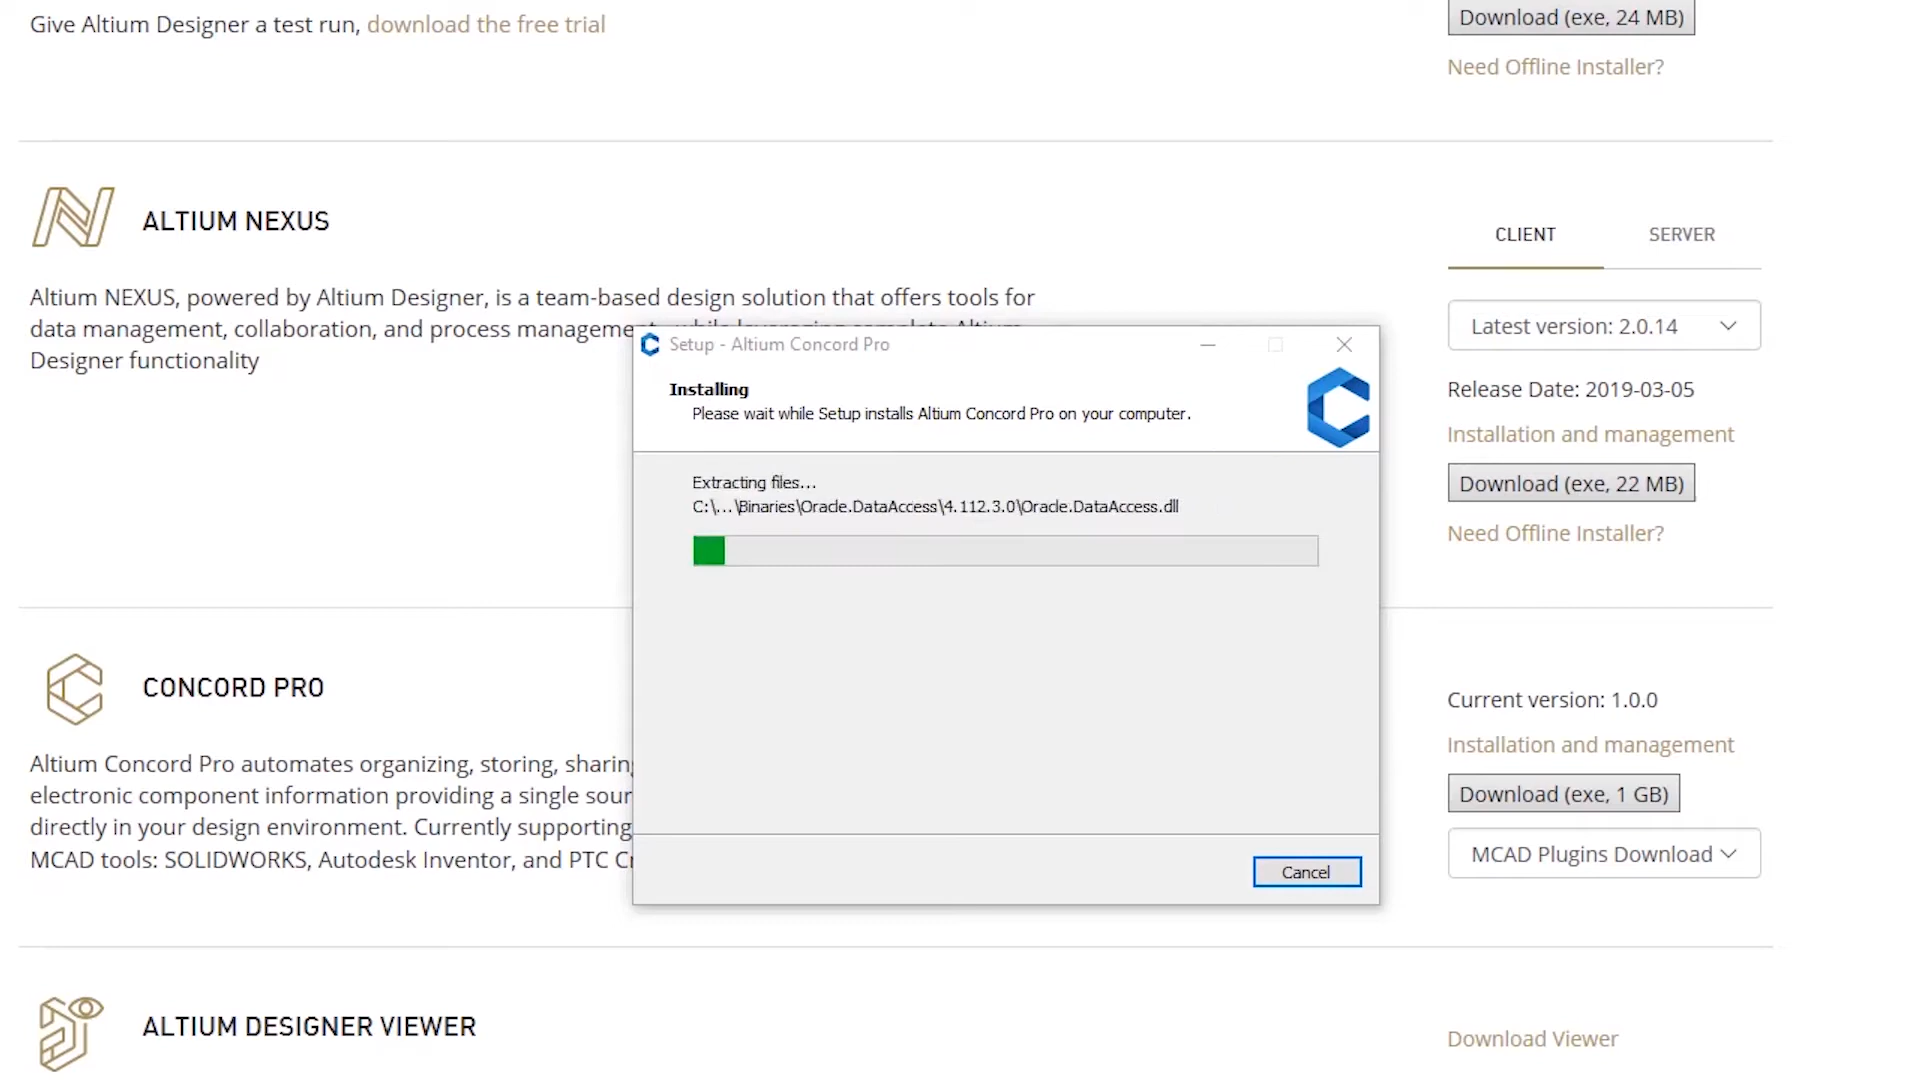 Give Altium Designer a test run, download the free trial
Download (exe, 24 MB)
Need Offline Installer?
ALTIUM NEXUS
CLIENT
SERVER
Altium NEXUS, powered by Altium Designer, is a team-based design solution that offers tools for
data management, collaboration, and process management, while leveraging complete Altium
Designer functionality
Latest version: 2.0.14
Release Date: 2019-03-05
Installation and management
Download (exe, 22 MB)
Need Offline Installer?
Setup - Altium Concord Pro
Installing
Please wait while Setup installs Altium Concord Pro on your computer.
Extracting files...
C:\...\Binaries\Oracle.DataAccess\4.112.3.0\Oracle.DataAccess.dll
Cancel
CONCORD PRO
Altium Concord Pro automates organizing, storing, sharing
electronic component information providing a single sour
directly in your design environment. Currently supporting
MCAD tools: SOLIDWORKS, Autodesk Inventor, and PTC Cr
Current version: 1.0.0
Installation and management
Download (exe, 1 GB)
MCAD Plugins Download
ALTIUM DESIGNER VIEWER
Download Viewer